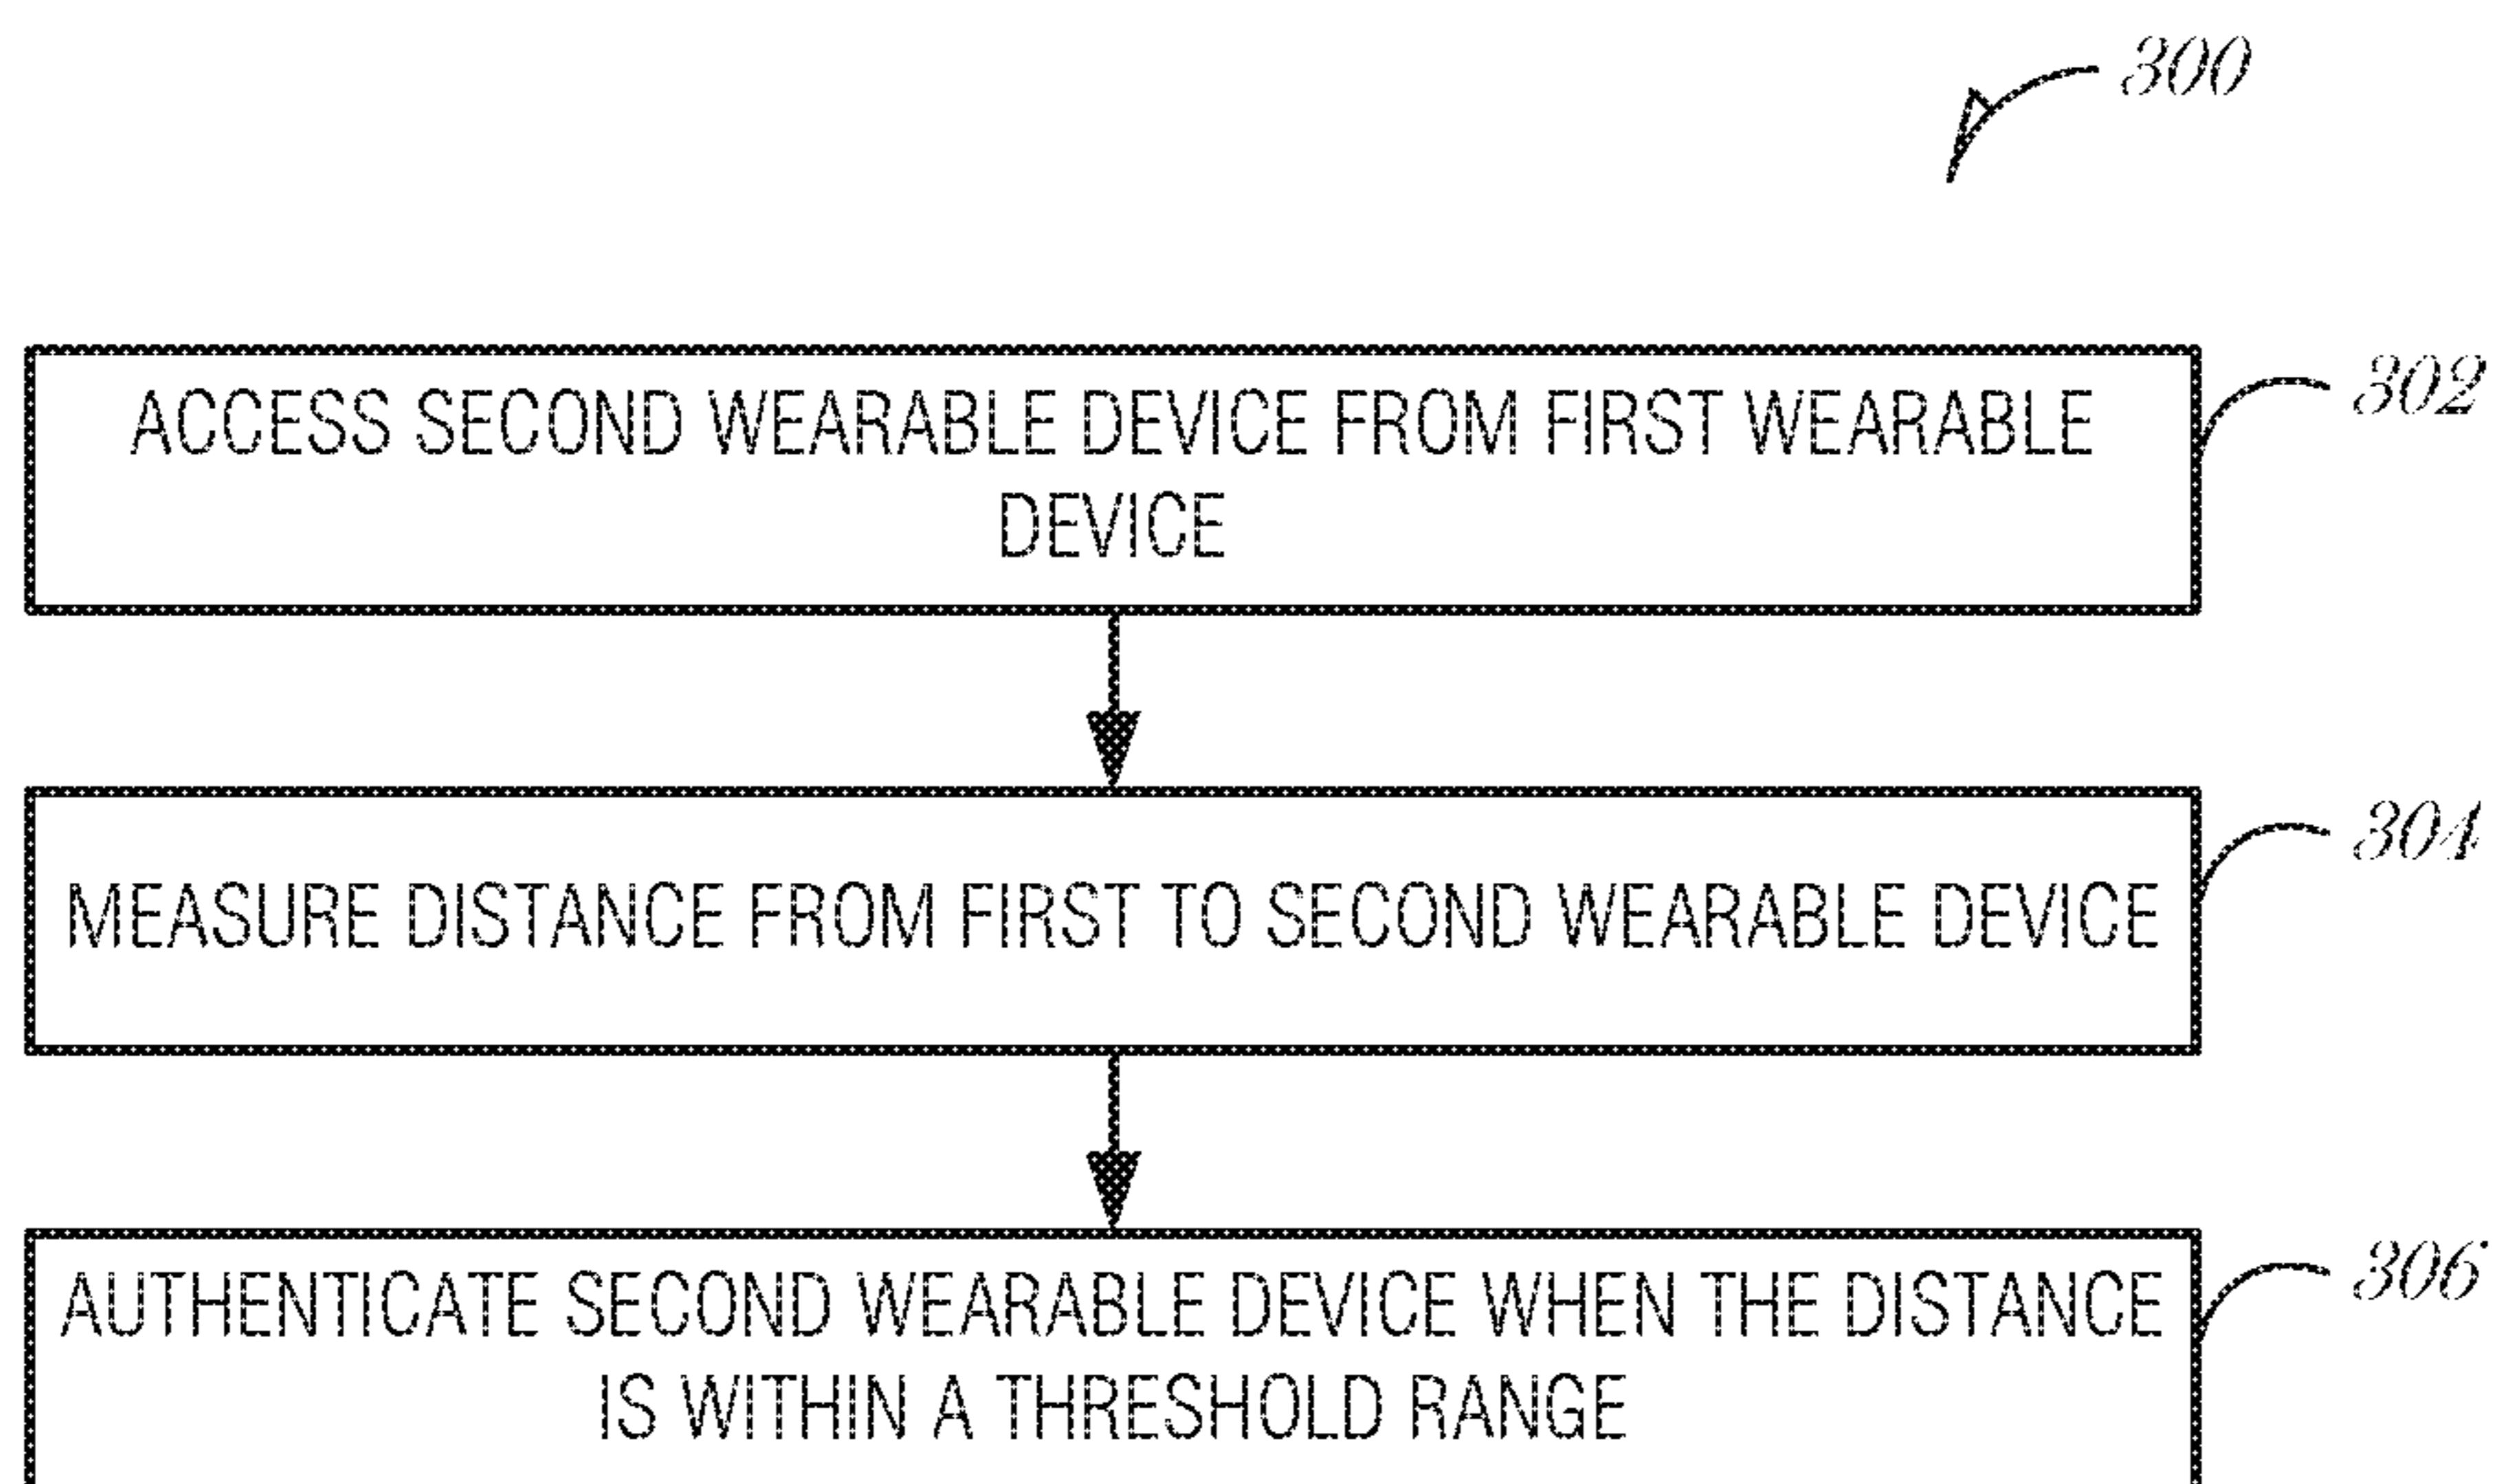 300
ACCESS SECOND WEARABLE DEVICE FROM FIRST WEARABLE
DEVICE
302
MEASURE DISTANCE FROM FIRST TO SECOND WEARABLE DEVICE
304
AUTHENTICATE SECOND WEARABLE DEVICE WHEN THE DISTANCE
IS WITHIN A THRESHOLD RANGE
306